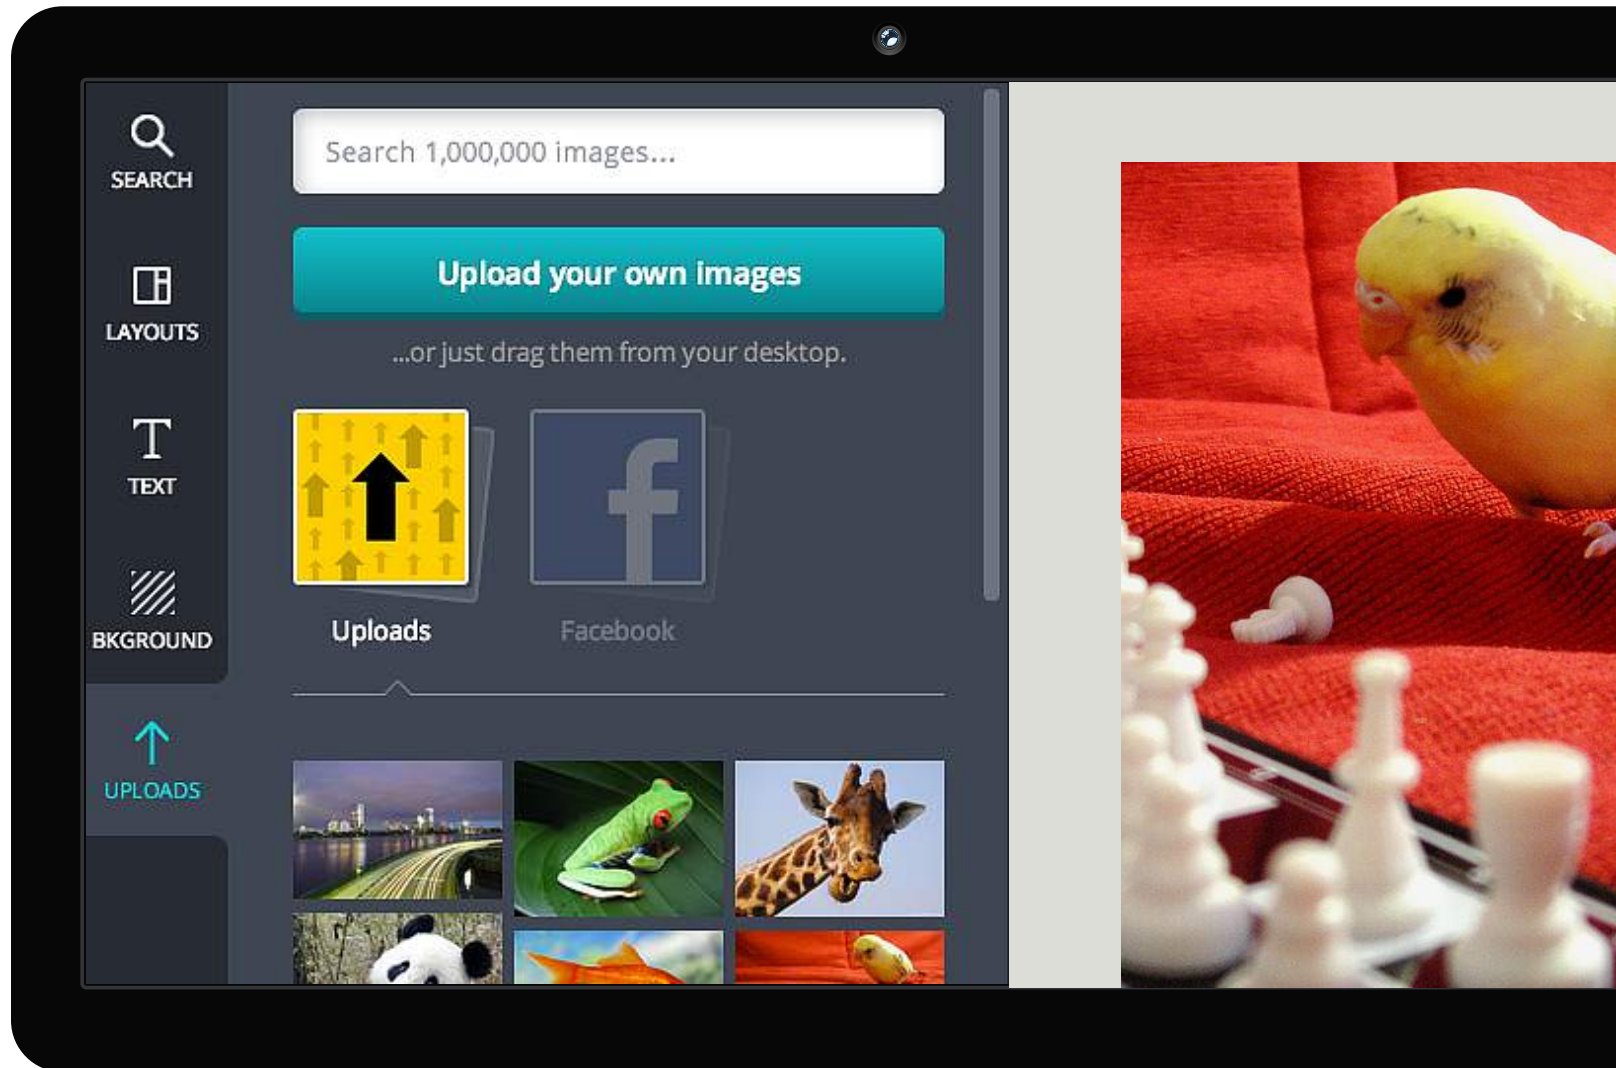 SEARCH
LAYOUTS
TEXT
BKGROUND
UPLOADS
Search 1,000,000 images...
Upload your own images
...or just drag them from your desktop.
Uploads
Facebook